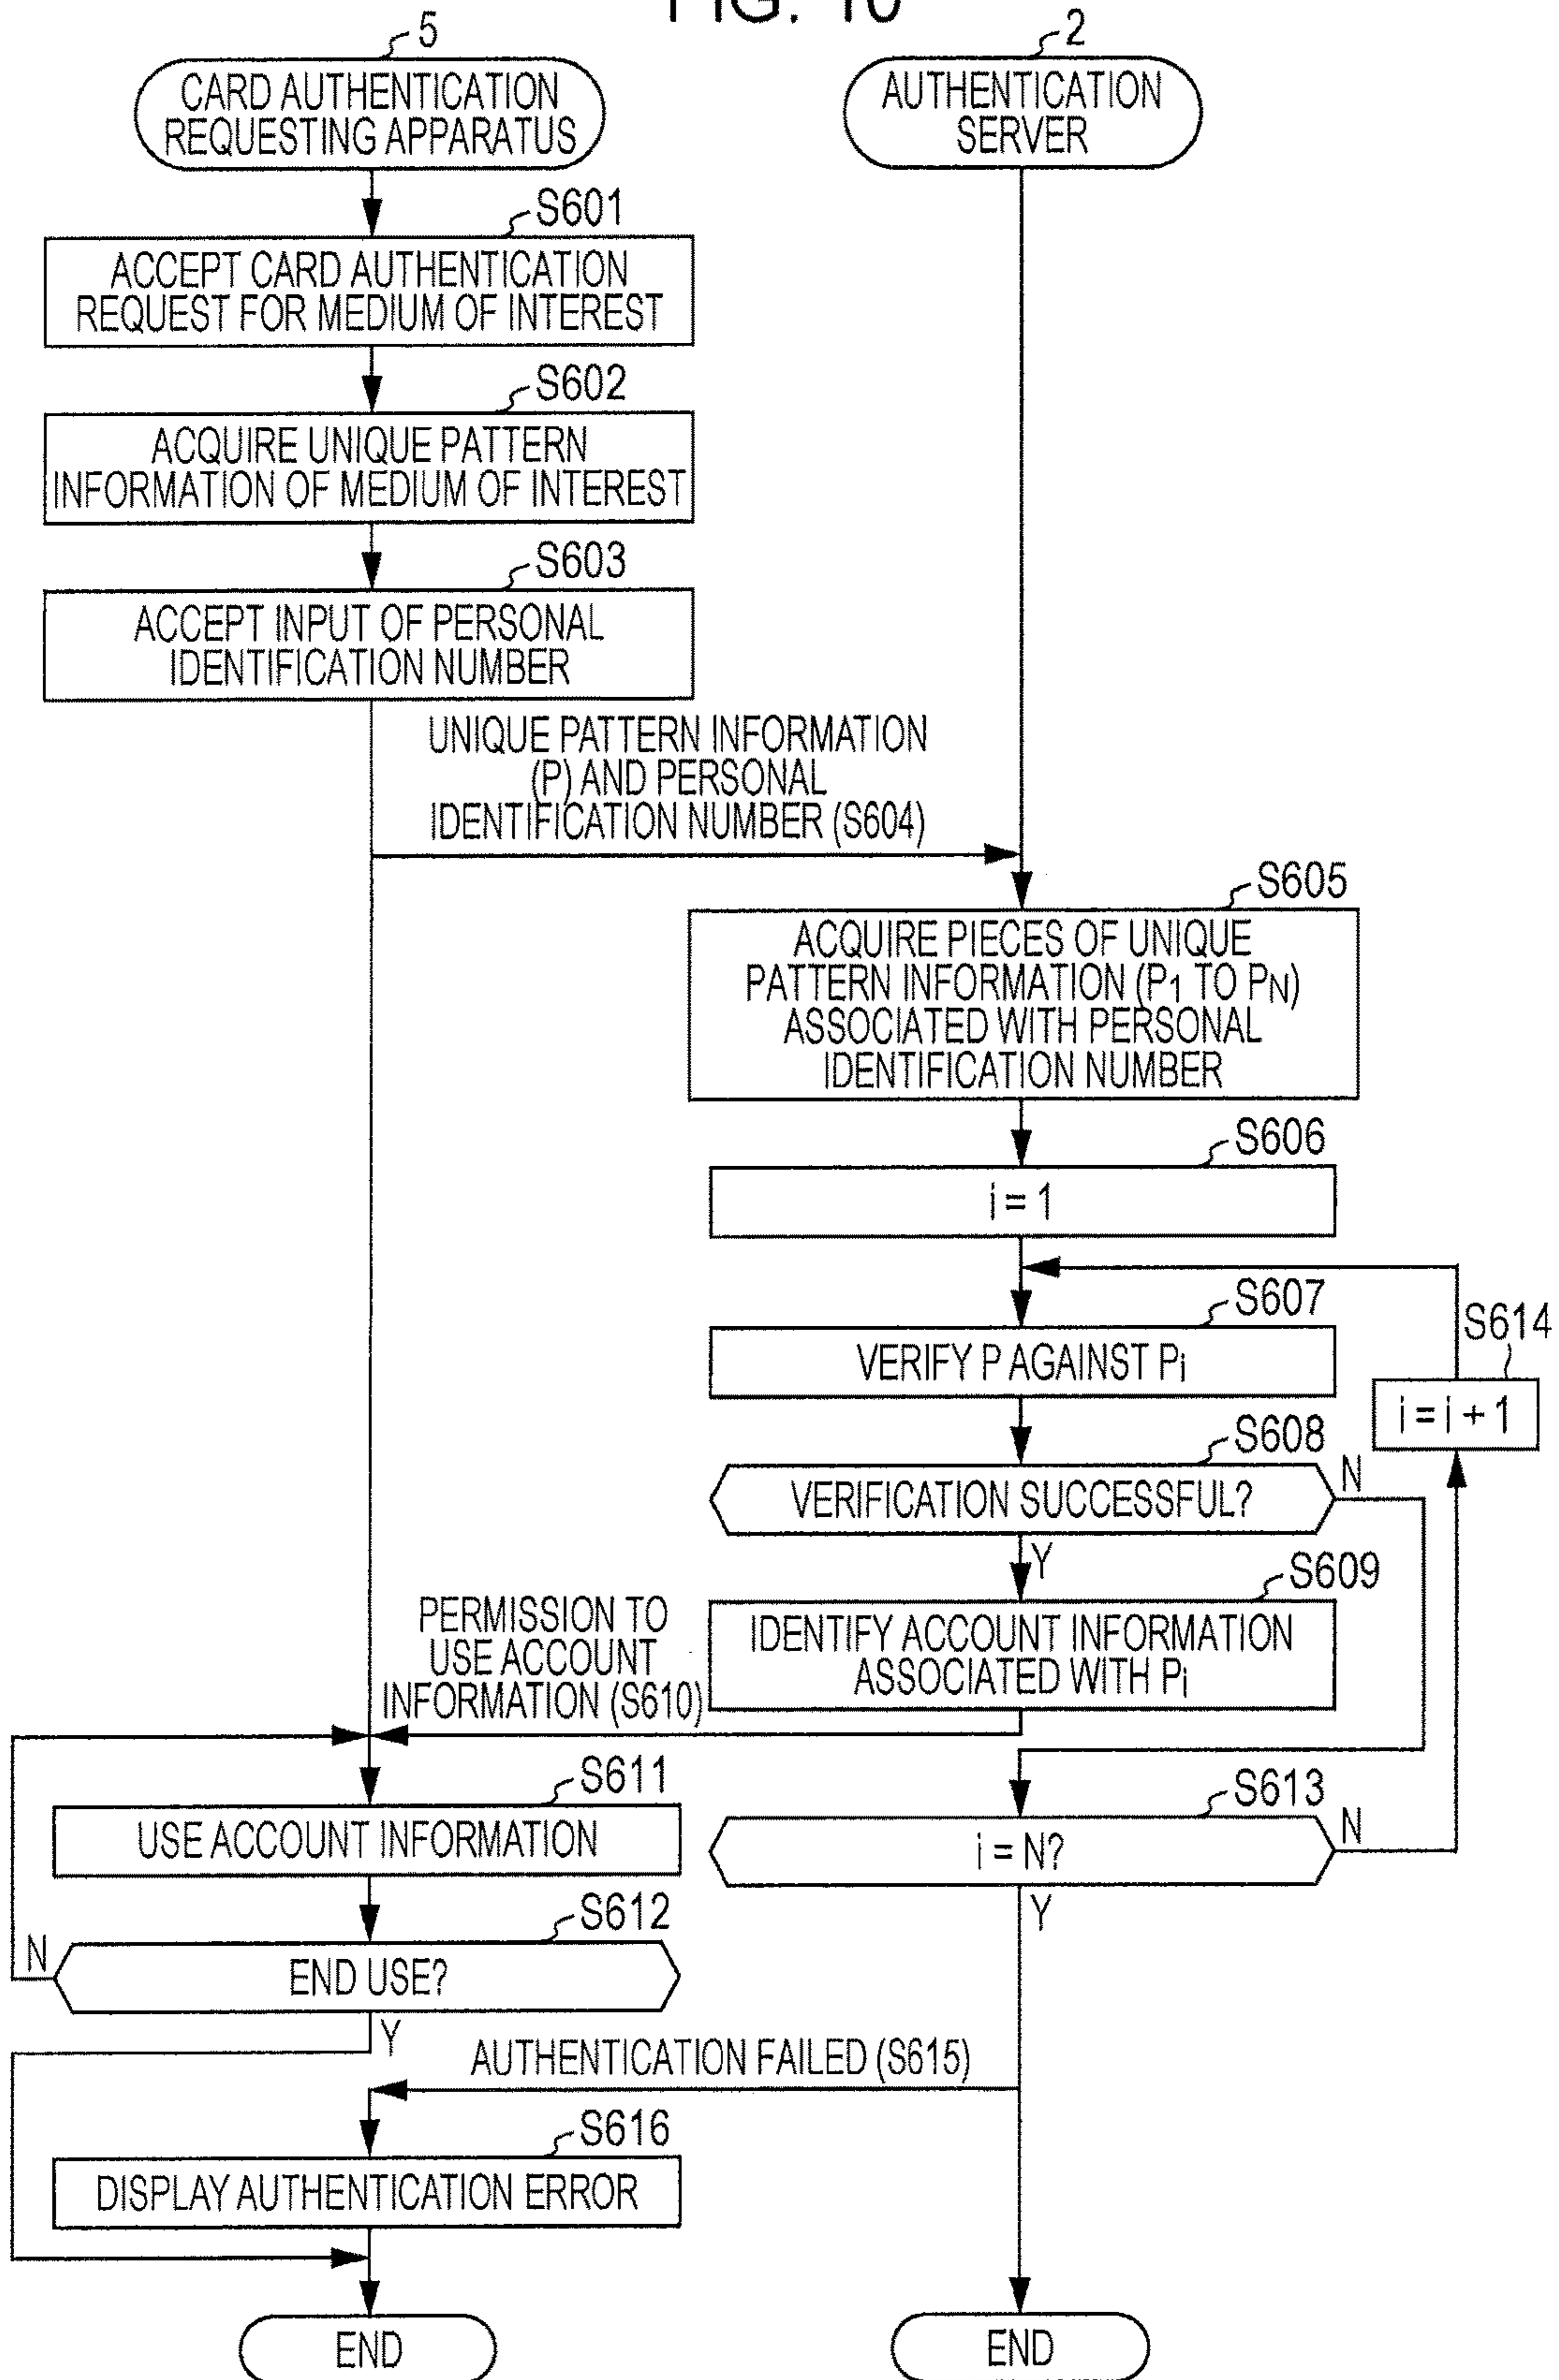 FIG. 10
5
CARD AUTHENTICATION
REQUESTING APPARATUS
2
AUTHENTICATION
SERVER
S601
ACCEPT CARD AUTHENTICATION
REQUEST FOR MEDIUM OF INTEREST
S602
ACQUIRE UNIQUE PATTERN
INFORMATION OF MEDIUM OF INTEREST
S603
ACCEPT INPUT OF PERSONAL
IDENTIFICATION NUMBER
UNIQUE PATTERN INFORMATION
(P) AND PERSONAL
IDENTIFICATION NUMBER (S604)
S605
ACQUIRE PIECES OF UNIQUE
PATTERN INFORMATION (P1 TO PN)
ASSOCIATED WITH PERSONAL
IDENTIFICATION NUMBER
S606
i = 1
S607
VERIFY P AGAINST Pi
S614
i = i + 1
S608
VERIFICATION SUCCESSFUL?
N
Y
S609
IDENTIFY ACCOUNT INFORMATION
ASSOCIATED WITH Pi
PERMISSION TO
USE ACCOUNT
INFORMATION (S610)
S611
USE ACCOUNT INFORMATION
S613
i = N?
N
Y
S612
END USE?
N
Y
AUTHENTICATION FAILED (S615)
S616
DISPLAY AUTHENTICATION ERROR
END
END